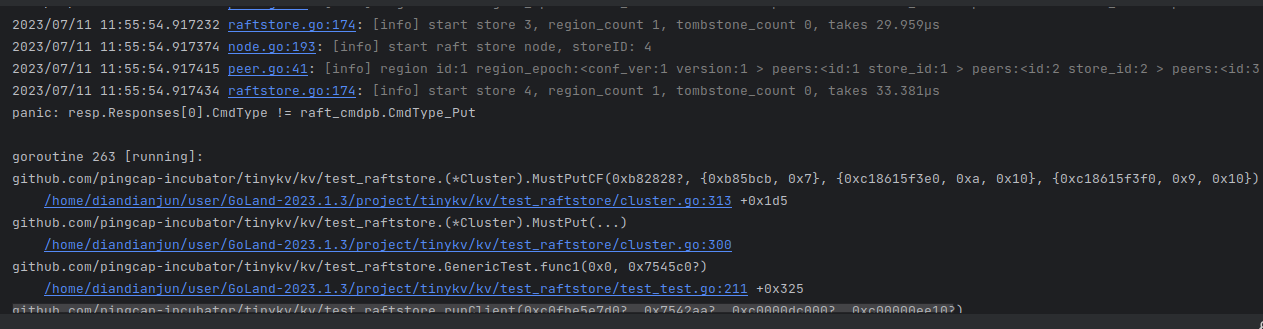 2023/07/11 11:55:54.917232 raftstore.go:174: [info] start store 3, region_count 1, tombstone_count 0, takes 29.959µs
2023/07/11 11:55:54.917374 node.go:193: [info] start raft store node, storeID: 4
2023/07/11 11:55:54.917415 peer.go:41: [info] region id:1 region_epoch:<conf_ver:1 version:1 > peers:<id:1 store_id:1 > peers:<id:2 store_id:2 > peers:<id:3
2023/07/11 11:55:54.917434 raftstore.go:174: [info] start store 4, region_count 1, tombstone_count 0, takes 33.381µs
panic: resp.Responses[0].CmdType != raft_cmdpb.CmdType_Put
goroutine 263 [running]:
github.com/pingcap-incubator/tinykv/kv/test_raftstore.(*Cluster).MustPutCF(0xb82828?, {0xb85bcb, 0x7}, {0xc18615f3e0, 0xa, 0x10}, {0xc18615f3f0, 0x9, 0x10})
/home/diandianjun/user/GoLand-2023.1.3/project/tinykv/kv/test_raftstore/cluster.go:313 +0x1d5
github.com/pingcap-incubator/tinykv/kv/test_raftstore.(*Cluster).MustPut(...)
/home/diandianjun/user/GoLand-2023.1.3/project/tinykv/kv/test_raftstore/cluster.go:300
github.com/pingcap-incubator/tinykv/kv/test_raftstore.GenericTest.func1(0x0, 0x7545c0?)
/home/diandianjun/user/GoLand-2023.1.3/project/tinykv/kv/test_raftstore/test_test.go:211 +0x325
github.com/pingcap-incubator/tinykv/kv/test_raftstore.runClient(0xc0fbe5e7d0?, 0x7542aa?, 0xc0000dc000?, 0xc00000ee10?)